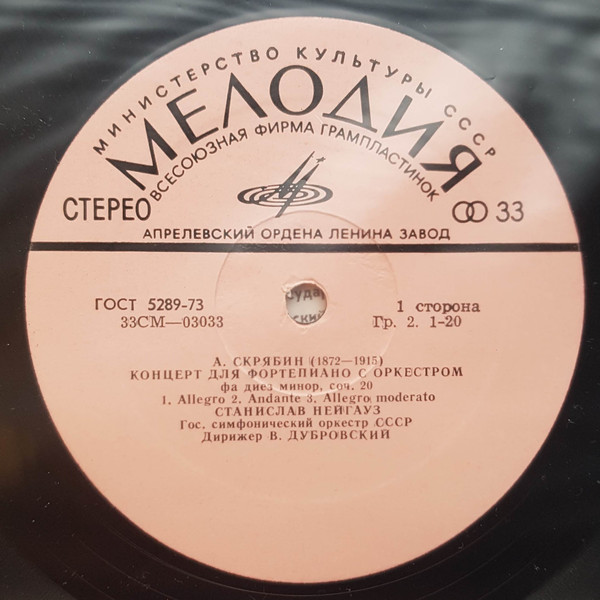 МИНИСТЕРСТВО КУЛЬТУРЫ СССР
МЕЛОДИЯ
ВСЕСОЮЗНАЯ ФИРМА ГРАМПЛАСТИНОК
СТЕРЕО
33
АПРЕЛЕВСКИЙ ОРДЕНА ЛЕНИНА ЗАВОД
ГОСТ 5289-73
33СМ—03033
1 сторона
Гр. 2. 1-20
А. СКРЯБИН (1872—1915)
КОНЦЕРТ ДЛЯ ФОРТЕПИАНО С ОРКЕСТРОМ
фа диез минор, соч. 20
1. Allegro 2. Andante 3. Allegro moderato
СТАНИСЛАВ НЕЙГАУЗ
Гос. симфонический оркестр СССР
Дирижер В. ДУБРОВСКИЙ